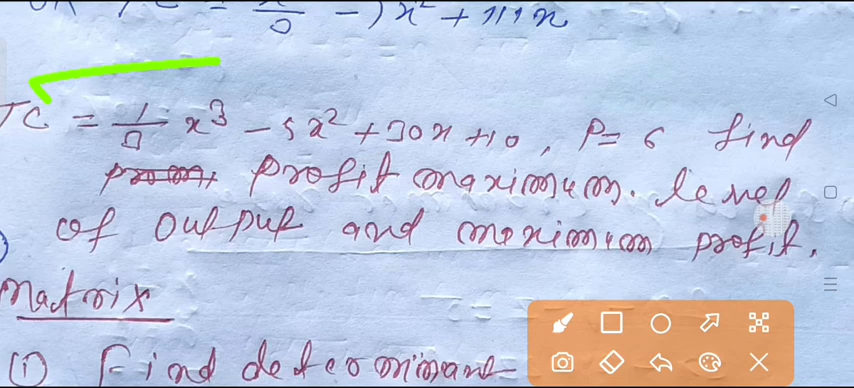 TC = 1/3 x³ - 5x² + 30x + 10, P = 6 find
profit maximum. level
of output and maximum profit.
Matrix
(i) Find determinant